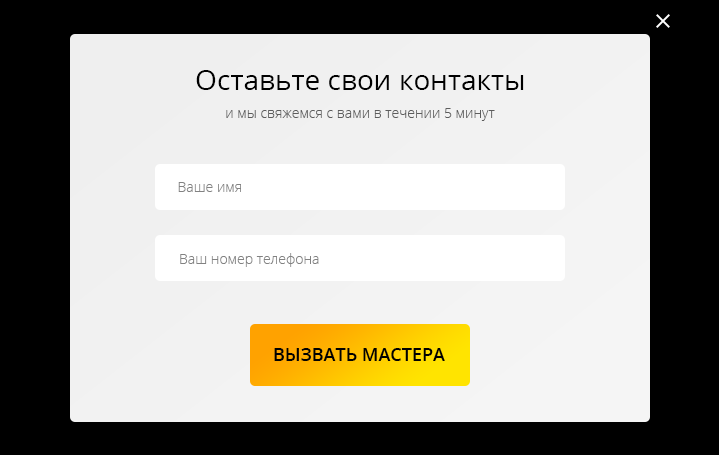 Оставьте свои контакты
и мы свяжемся с вами в течении 5 минут
Ваше имя
Ваш номер телефона
ВЫЗВАТЬ МАСТЕРА